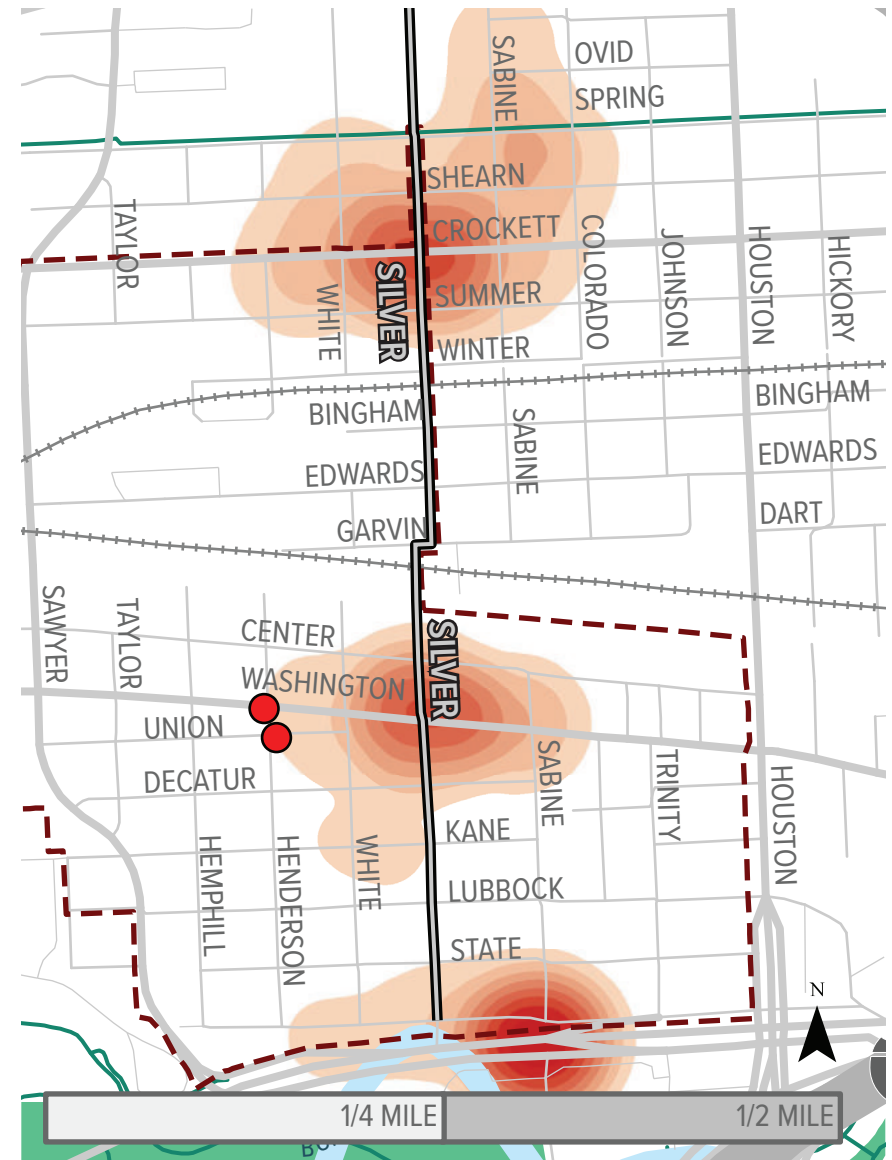 SABINE
OVID
SPRING
SHEARN
TAYLOR
CROCKETT
COLORADO
JOHNSON
HOUSTON
HICKORY
SILVER
WHITE
SUMMER
WINTER
BINGHAM
BINGHAM
SABINE
EDWARDS
EDWARDS
GARVIN
DART
SAWYER
TAYLOR
CENTER
SILVER
WASHINGTON
UNION
SABINE
TRINITY
HOUSTON
DECATUR
KANE
HEMPHILL
HENDERSON
WHITE
LUBBOCK
STATE
N
1/4 MILE
1/2 MILE